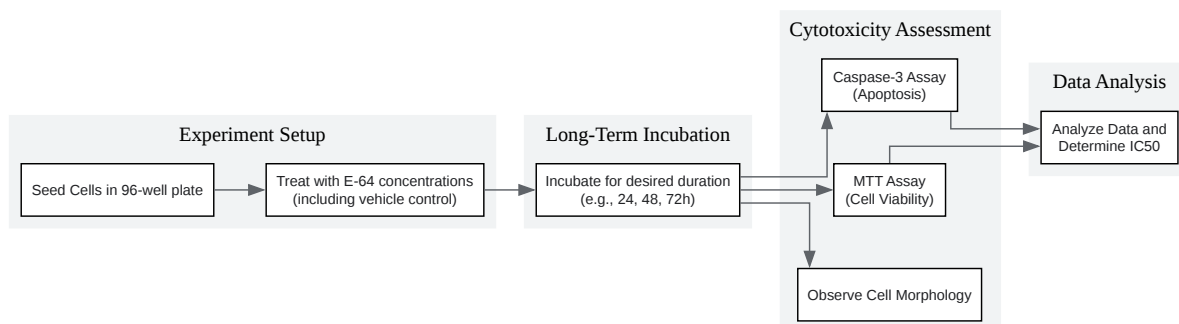 Experiment Setup
Seed Cells in 96-well plate
Treat with E-64 concentrations
(including vehicle control)
Long-Term Incubation
Incubate for desired duration
(e.g., 24, 48, 72h)
Cytotoxicity Assessment
Caspase-3 Assay
(Apoptosis)
MTT Assay
(Cell Viability)
Observe Cell Morphology
Data Analysis
Analyze Data and
Determine IC50